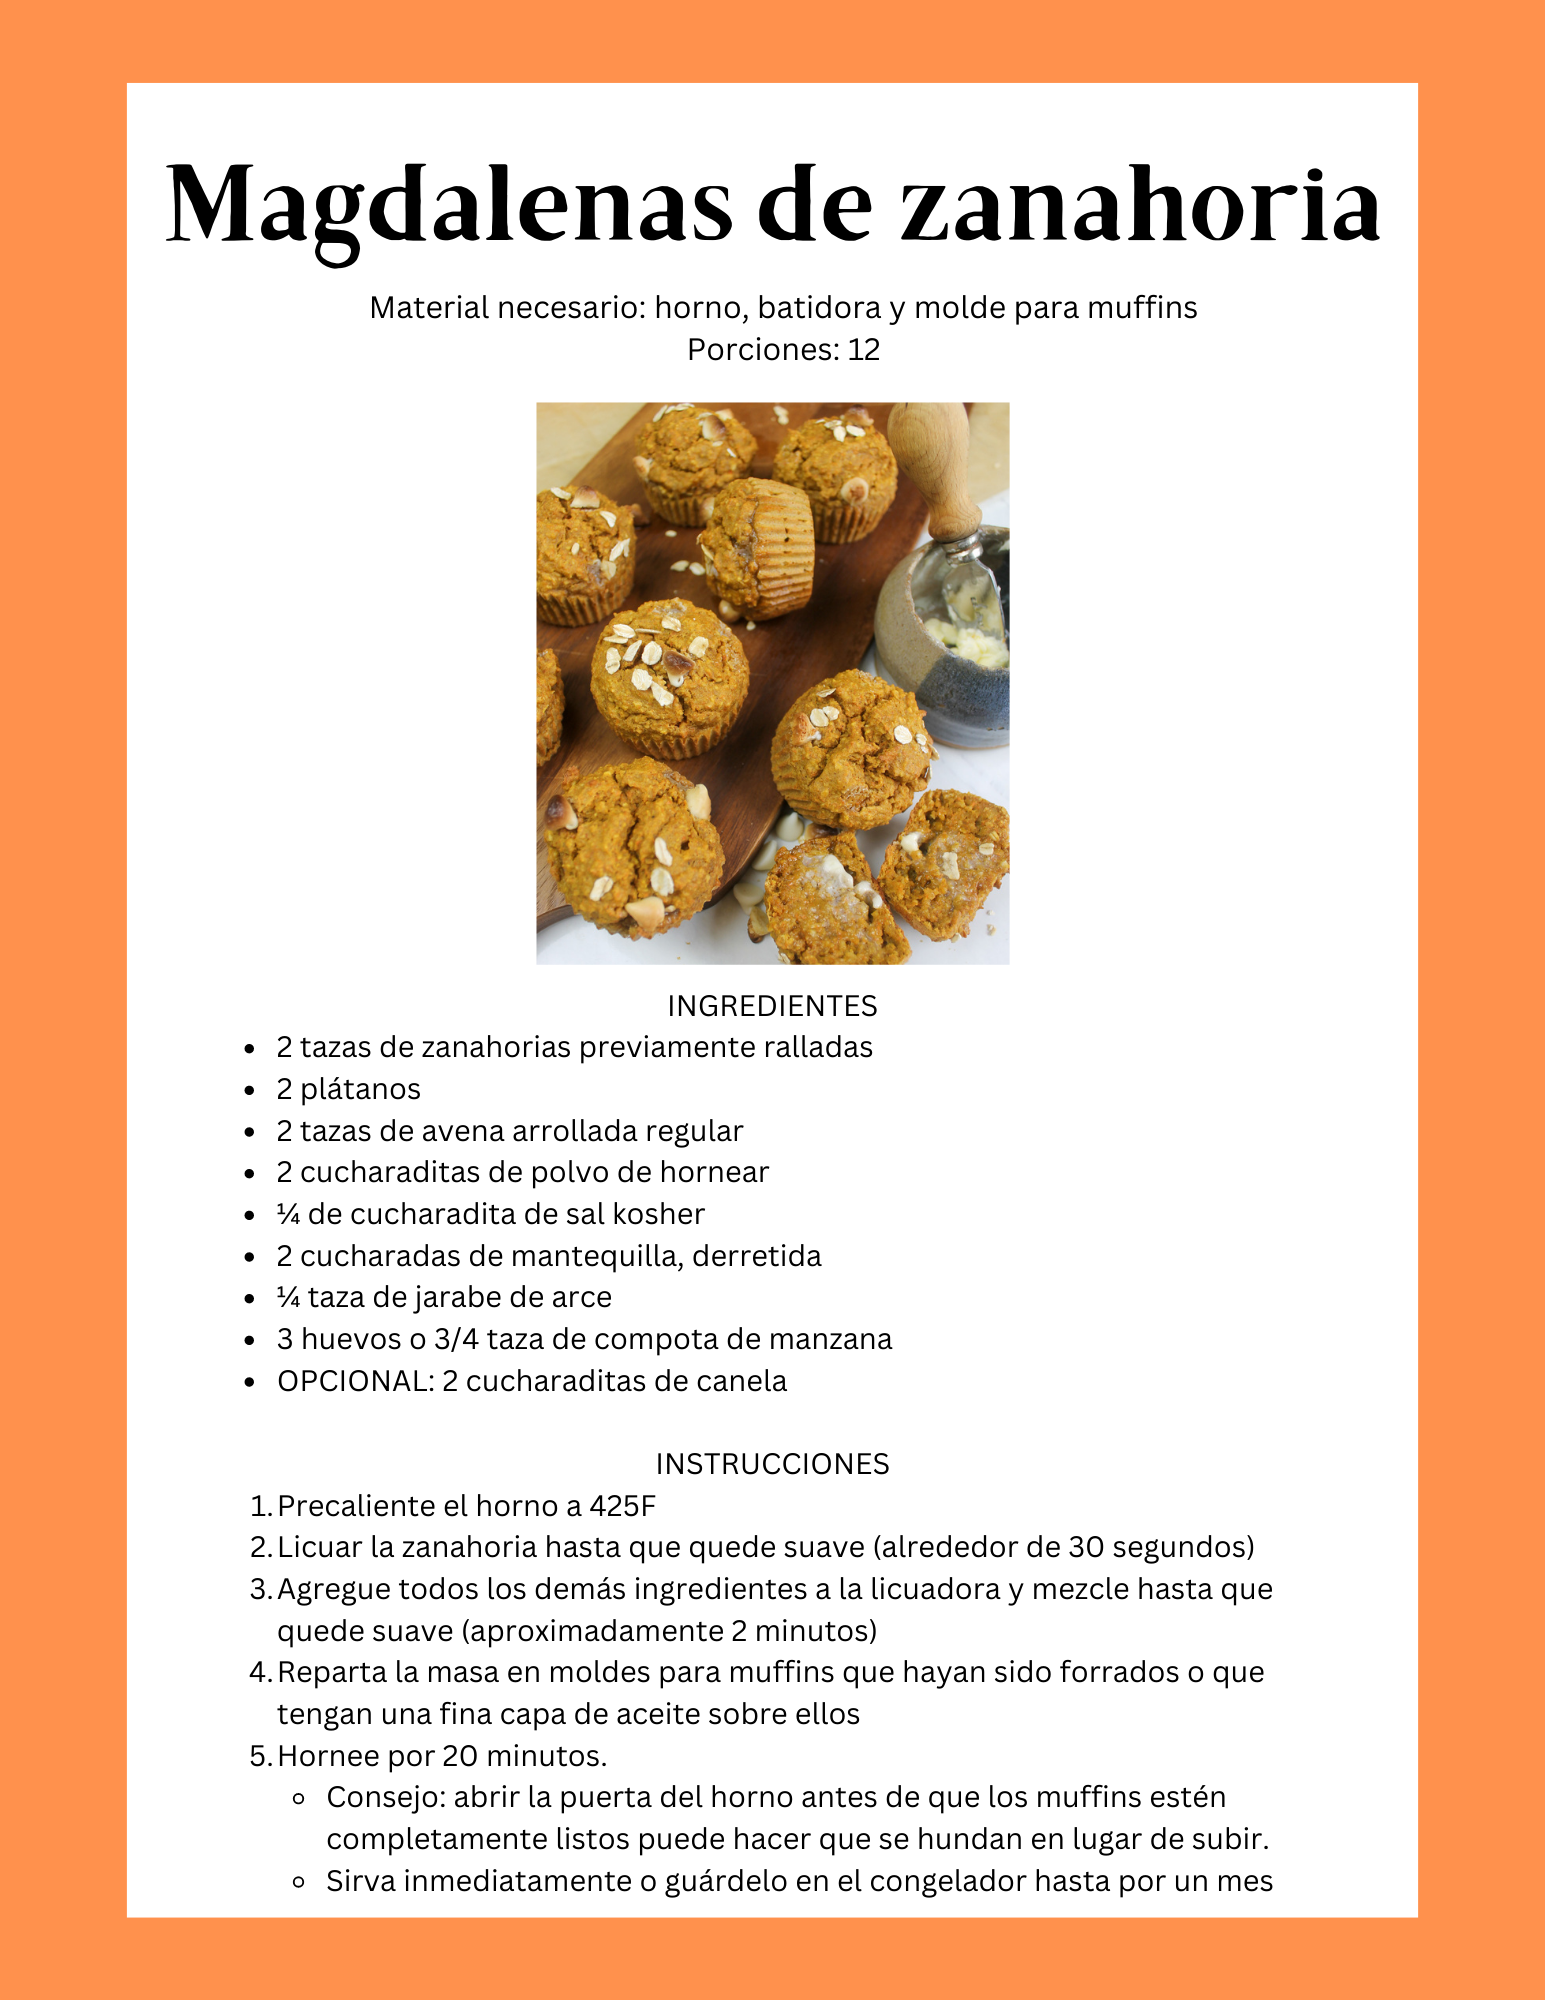 Magdalenas de zanahoria
Material necesario: horno, batidora y molde para muffins
Porciones: 12
INGREDIENTES
• 2 tazas de zanahorias previamente ralladas
• 2 plátanos
• 2 tazas de avena arrollada regular
• 2 cucharaditas de polvo de hornear
• ¼ de cucharadita de sal kosher
• 2 cucharadas de mantequilla, derretida
• ¼ taza de jarabe de arce
• 3 huevos o 3/4 taza de compota de manzana
• OPCIONAL: 2 cucharaditas de canela
INSTRUCCIONES
1. Precaliente el horno a 425F
2. Licuar la zanahoria hasta que quede suave (alrededor de 30 segundos)
3. Agregue todos los demás ingredientes a la licuadora y mezcle hasta que
quede suave (aproximadamente 2 minutos)
4. Reparta la masa en moldes para muffins que hayan sido forrados o que
tengan una fina capa de aceite sobre ellos
5. Hornee por 20 minutos.
◦ Consejo: abrir la puerta del horno antes de que los muffins estén
completamente listos puede hacer que se hundan en lugar de subir.
◦ Sirva inmediatamente o guárdelo en el congelador hasta por un mes